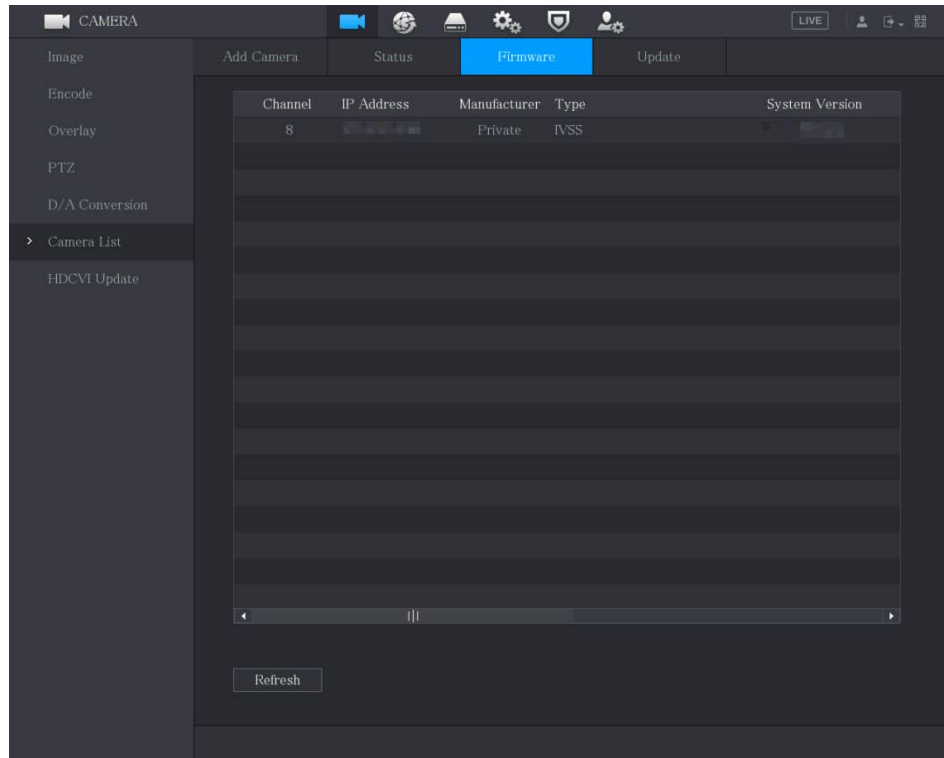 CAMERA
LIVE
Image
Add Camera Status Firmware Update
Encode
Channel IP Address Manufacturer Type System Version
8 Private IVSS
Overlay
PTZ
D/A Conversion
Camera List
HDCVI Update
Refresh